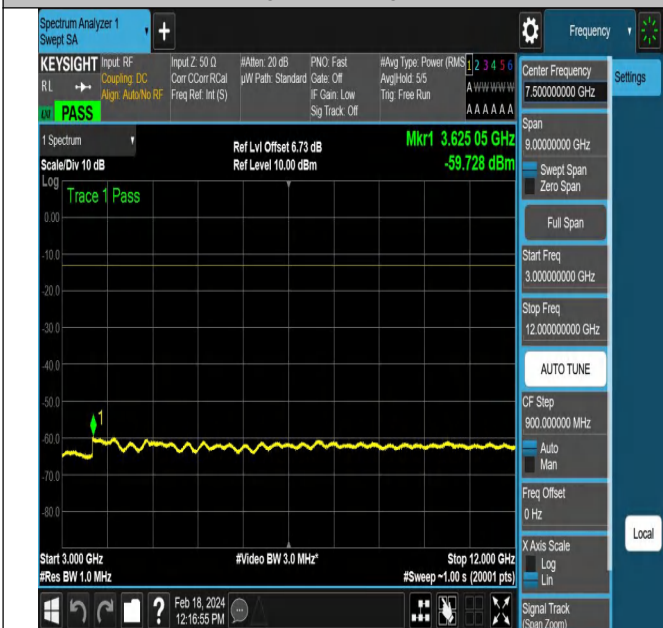 Spectrum Analyzer 1
Swept SA
+
Frequency
KEYSIGHT
RL
LXI
PASS
Input: RF
Coupling: DC
Align: Auto/No RF
Input Z: 50 Ω
Corr CCorr RCal
Freq Ref: Int (S)
#Atten: 20 dB
µW Path: Standard
PNO: Fast
Gate: Off
IF Gain: Low
Sig Track: Off
#Avg Type: Power (RMS
Avg|Hold: 5/5
Trig: Free Run
1 2 3 4 5 6
A W W W W W
A A A A A A
1 Spectrum
Scale/Div 10 dB
Ref Lvl Offset 6.73 dB
Ref Level 10.00 dBm
Mkr1 3.625 05 GHz
-59.728 dBm
Log
Trace 1 Pass
0.00
-10.0
-20.0
-30.0
-40.0
-50.0
-60.0
-70.0
-80.0
1
Start 3.000 GHz
#Res BW 1.0 MHz
#Video BW 3.0 MHz*
Stop 12.000 GHz
#Sweep ~1.00 s (20001 pts)
?
Feb 18, 2024
12:16:55 PM
Center Frequency
7.500000000 GHz
Settings
Span
9.00000000 GHz
Swept Span
Zero Span
Full Span
Start Freq
3.000000000 GHz
Stop Freq
12.000000000 GHz
AUTO TUNE
CF Step
900.000000 MHz
Auto
Man
Freq Offset
0 Hz
X Axis Scale
Log
Lin
Signal Track
(Span Zoom)
Local